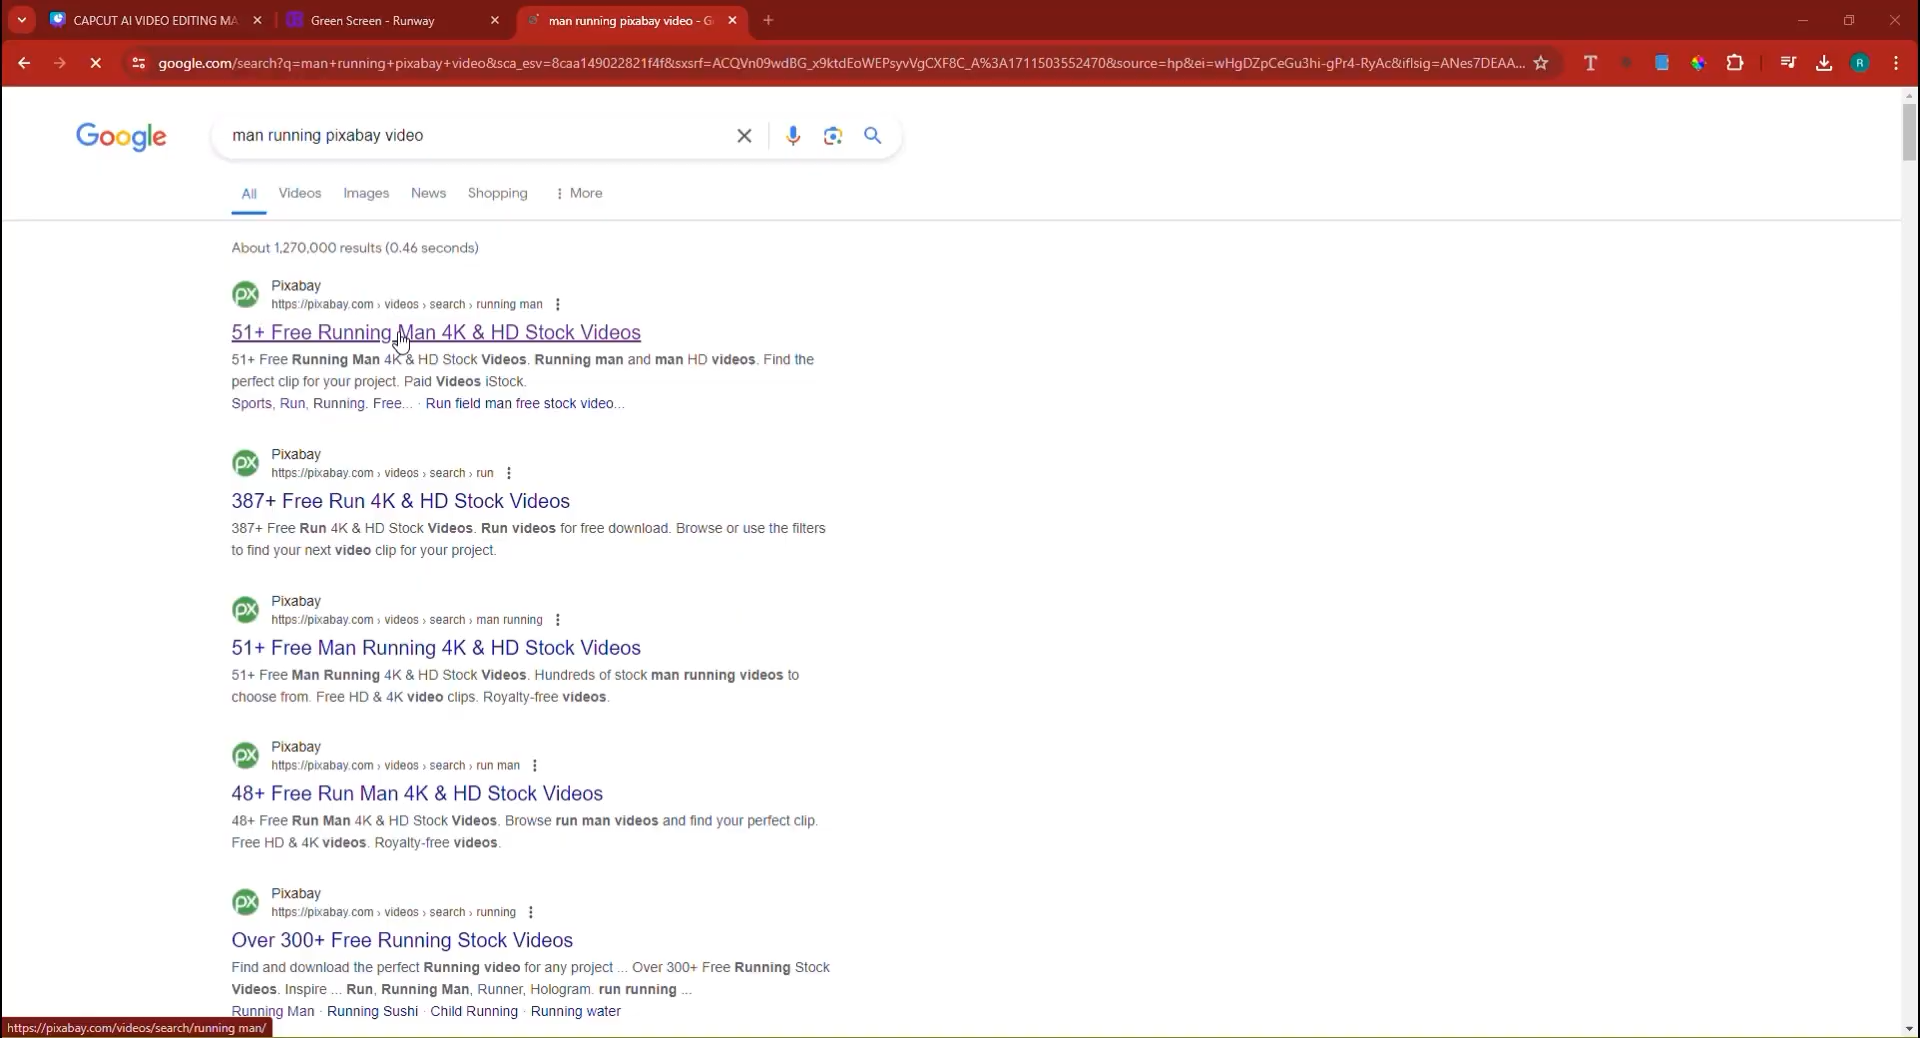 CAPCUT AI VIDEO EDITING MA
Green Screen - Runway
man running pixabay video - G
google.com/search?q=man+running+pixabay+video&sca_esv=8caa149022821f4f&sxsrf=ACQVn09wdBG_x9ktdEoWEPsyvVgCXF8C_A%3A1711503552470&source=hp&ei=wHgDZpCeGu3hi-gPr4-RyAc&iflsig=ANes7DEAA...
T
R
Google
man running pixabay video
All
Videos
Images
News
Shopping
More
About 1,270,000 results (0.46 seconds)
px
Pixabay
https://pixabay.com › videos › search › running man
51+ Free Running Man 4K & HD Stock Videos
51+ Free Running Man 4K & HD Stock Videos. Running man and man HD videos. Find the
perfect clip for your project. Paid Videos iStock.
Sports, Run, Running. Free... · Run field man free stock video...
px
Pixabay
https://pixabay.com › videos › search › run
387+ Free Run 4K & HD Stock Videos
387+ Free Run 4K & HD Stock Videos. Run videos for free download. Browse or use the filters
to find your next video clip for your project.
px
Pixabay
https://pixabay.com › videos › search › man running
51+ Free Man Running 4K & HD Stock Videos
51+ Free Man Running 4K & HD Stock Videos. Hundreds of stock man running videos to
choose from. Free HD & 4K video clips. Royalty-free videos.
px
Pixabay
https://pixabay.com › videos › search › run man
48+ Free Run Man 4K & HD Stock Videos
48+ Free Run Man 4K & HD Stock Videos. Browse run man videos and find your perfect clip.
Free HD & 4K videos. Royalty-free videos.
px
Pixabay
https://pixabay.com › videos › search › running
Over 300+ Free Running Stock Videos
Find and download the perfect Running video for any project ... Over 300+ Free Running Stock
Videos. Inspire ... Run, Running Man, Runner, Hologram. run running ...
Running Man · Running Sushi · Child Running · Running water
https://pixabay.com/videos/search/running man/